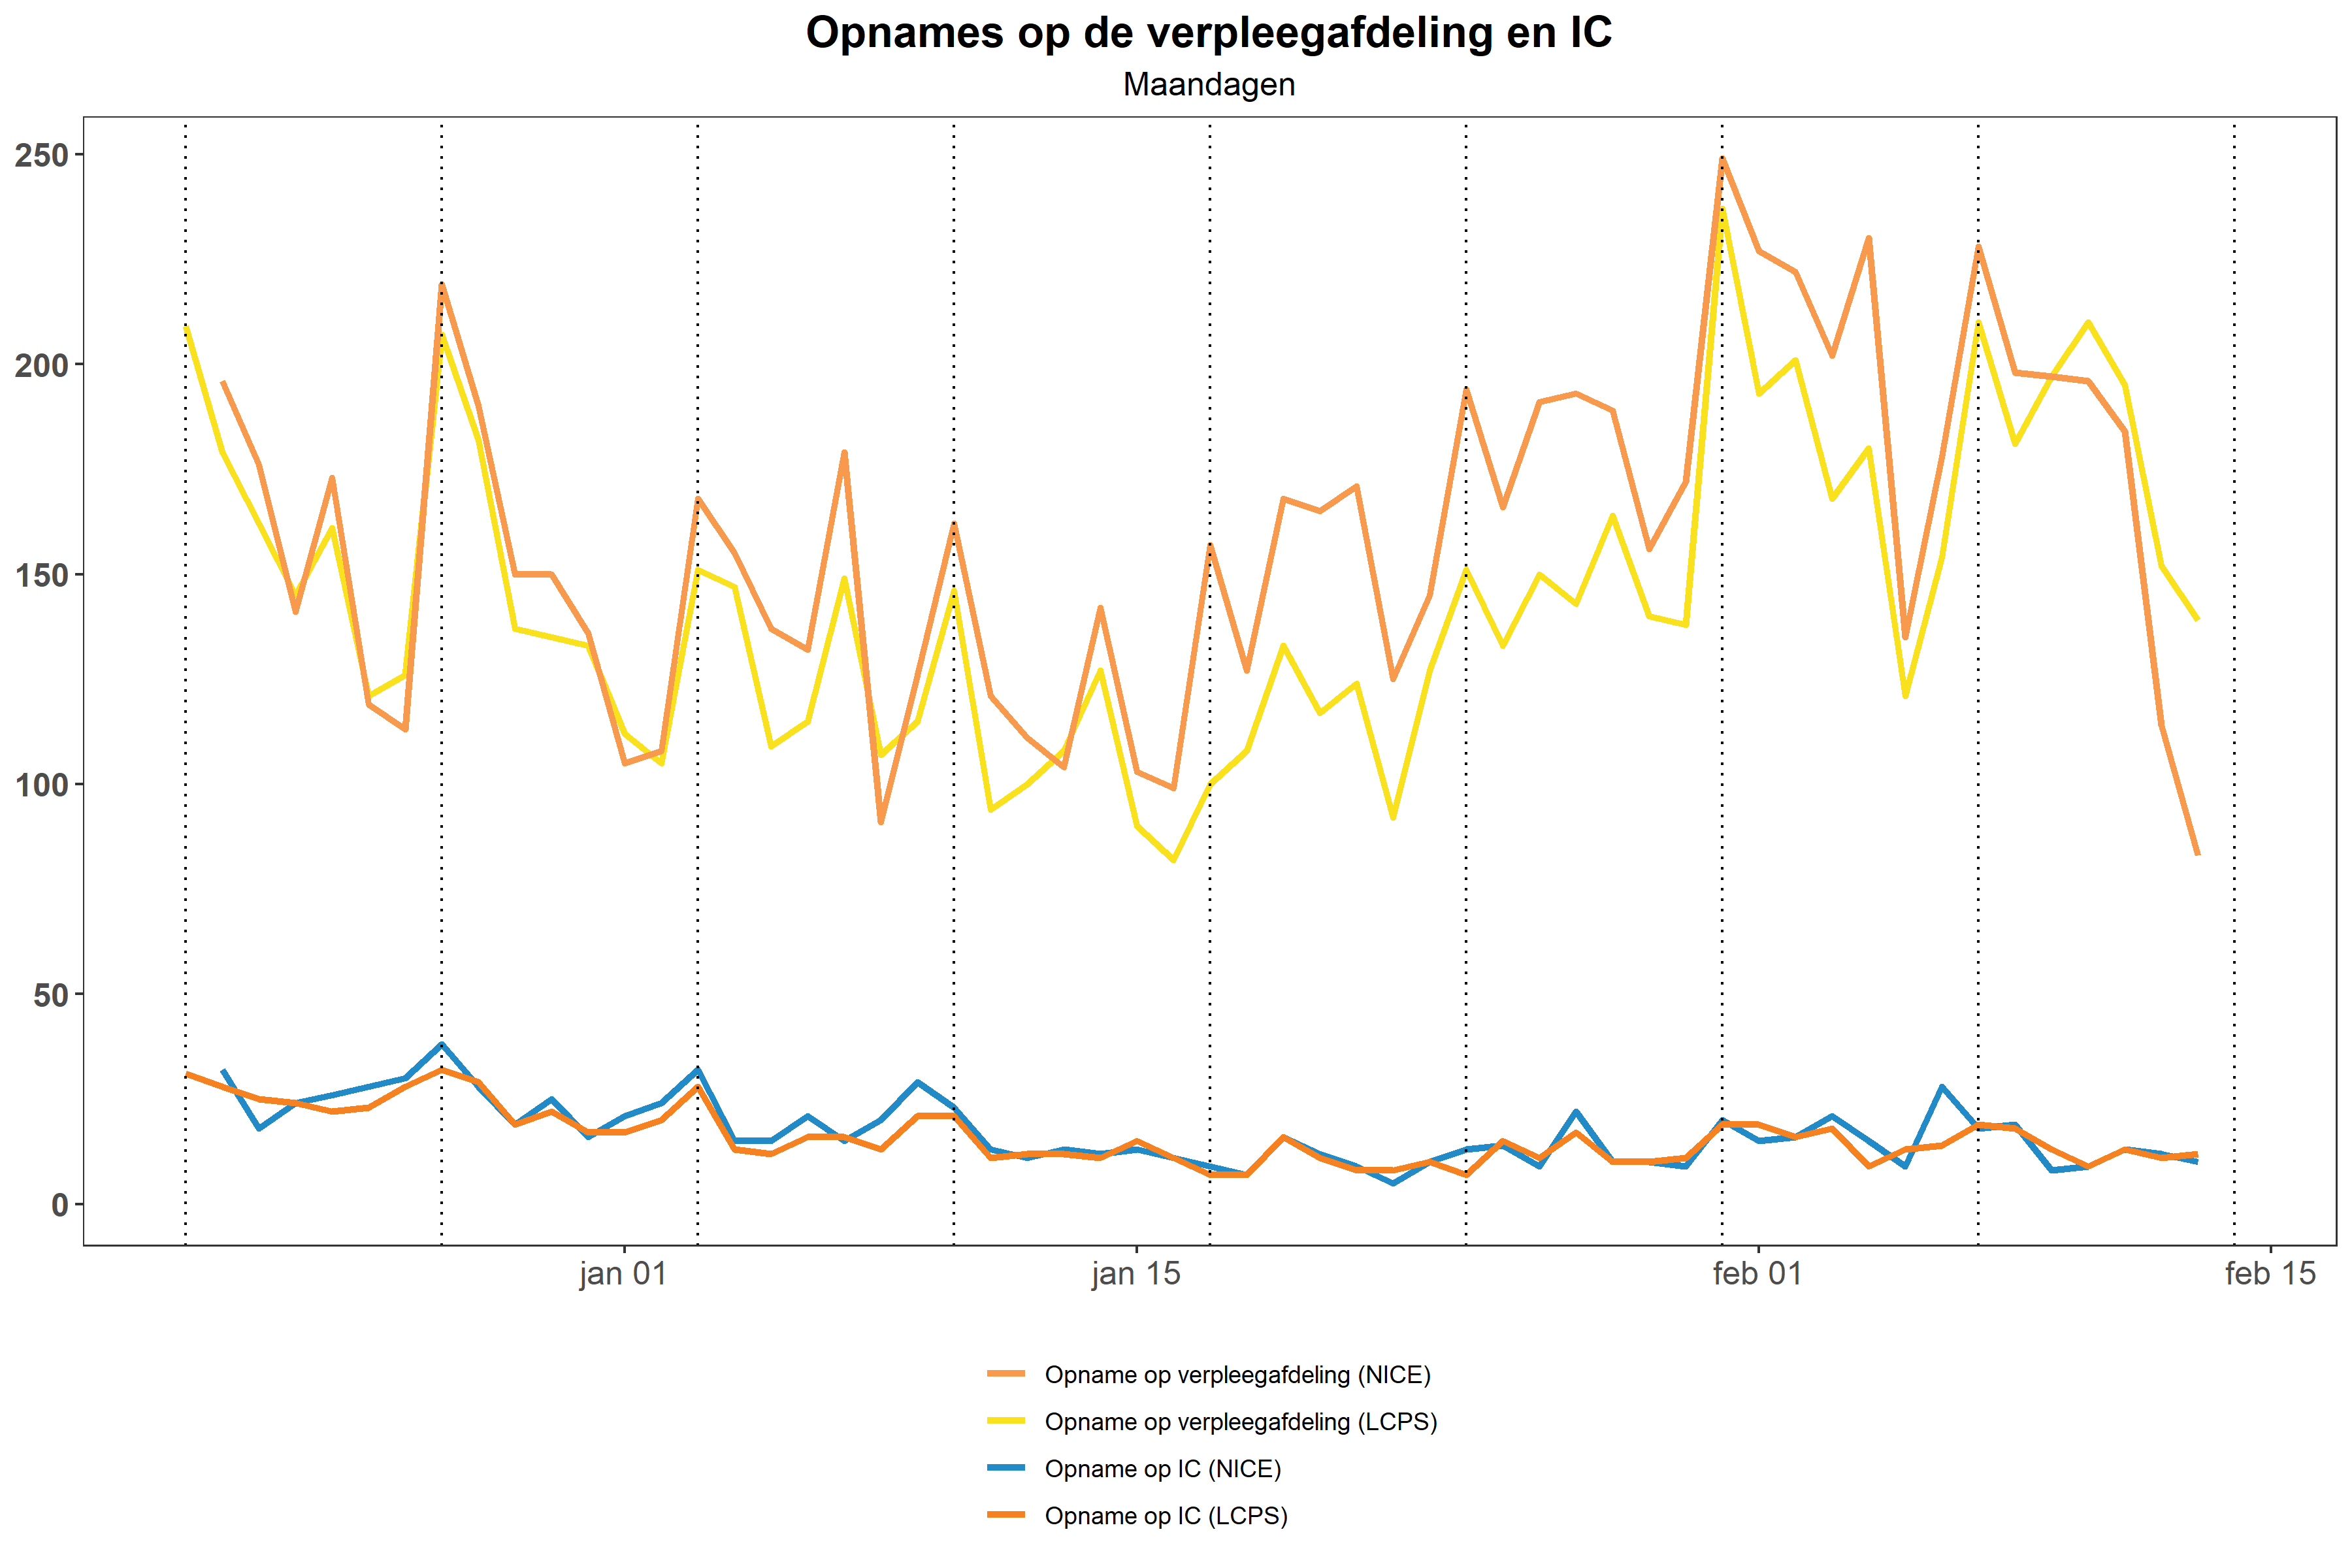 Opnames op de verpleegafdeling en IC
Maandagen
250
200
150
100
50
0
jan 01 jan 15 feb 01 feb 15
Opname op verpleegafdeling (NICE)
Opname op verpleegafdeling (LCPS)
Opname op IC (NICE)
Opname op IC (LCPS)